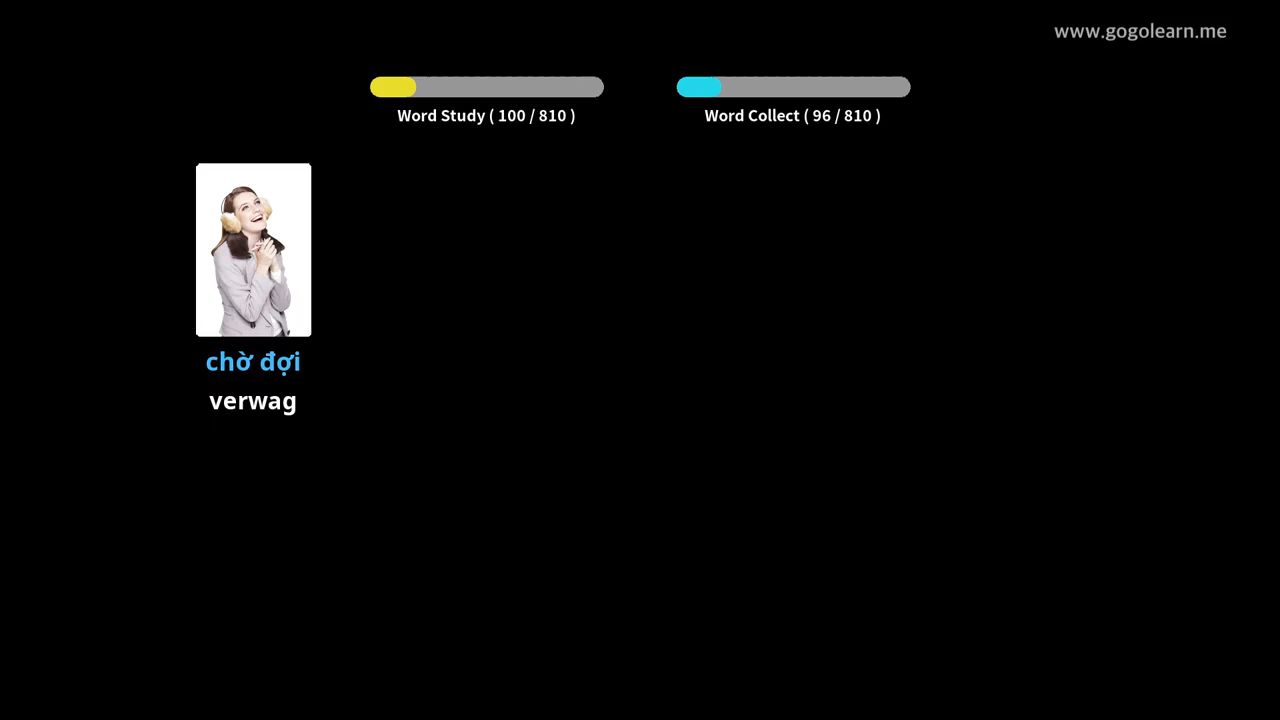 www.gogolearn.me
Word Study ( 100 / 810 )
Word Collect ( 96 / 810 )
chờ đợi
verwag